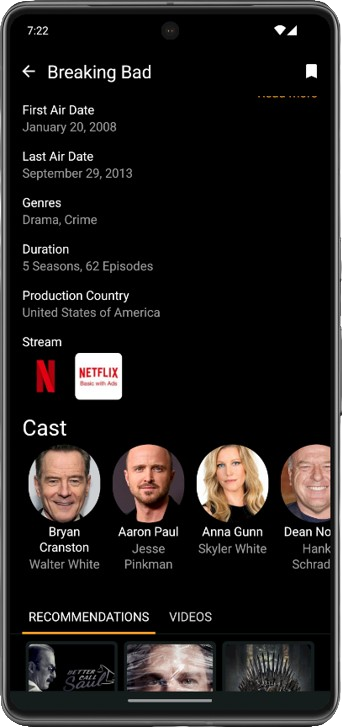 7:22
Breaking Bad
First Air Date
January 20, 2008
Last Air Date
September 29, 2013
Genres
Drama, Crime
Duration
5 Seasons, 62 Episodes
Production Country
United States of America
Stream
N
NETFLIX
Basic with Ads
Cast
Bryan Cranston
Walter White
Aaron Paul
Jesse Pinkman
Anna Gunn
Skyler White
Dean No
Hank
Schrad
RECOMMENDATIONS VIDEOS
BETTER
CALL
Saul